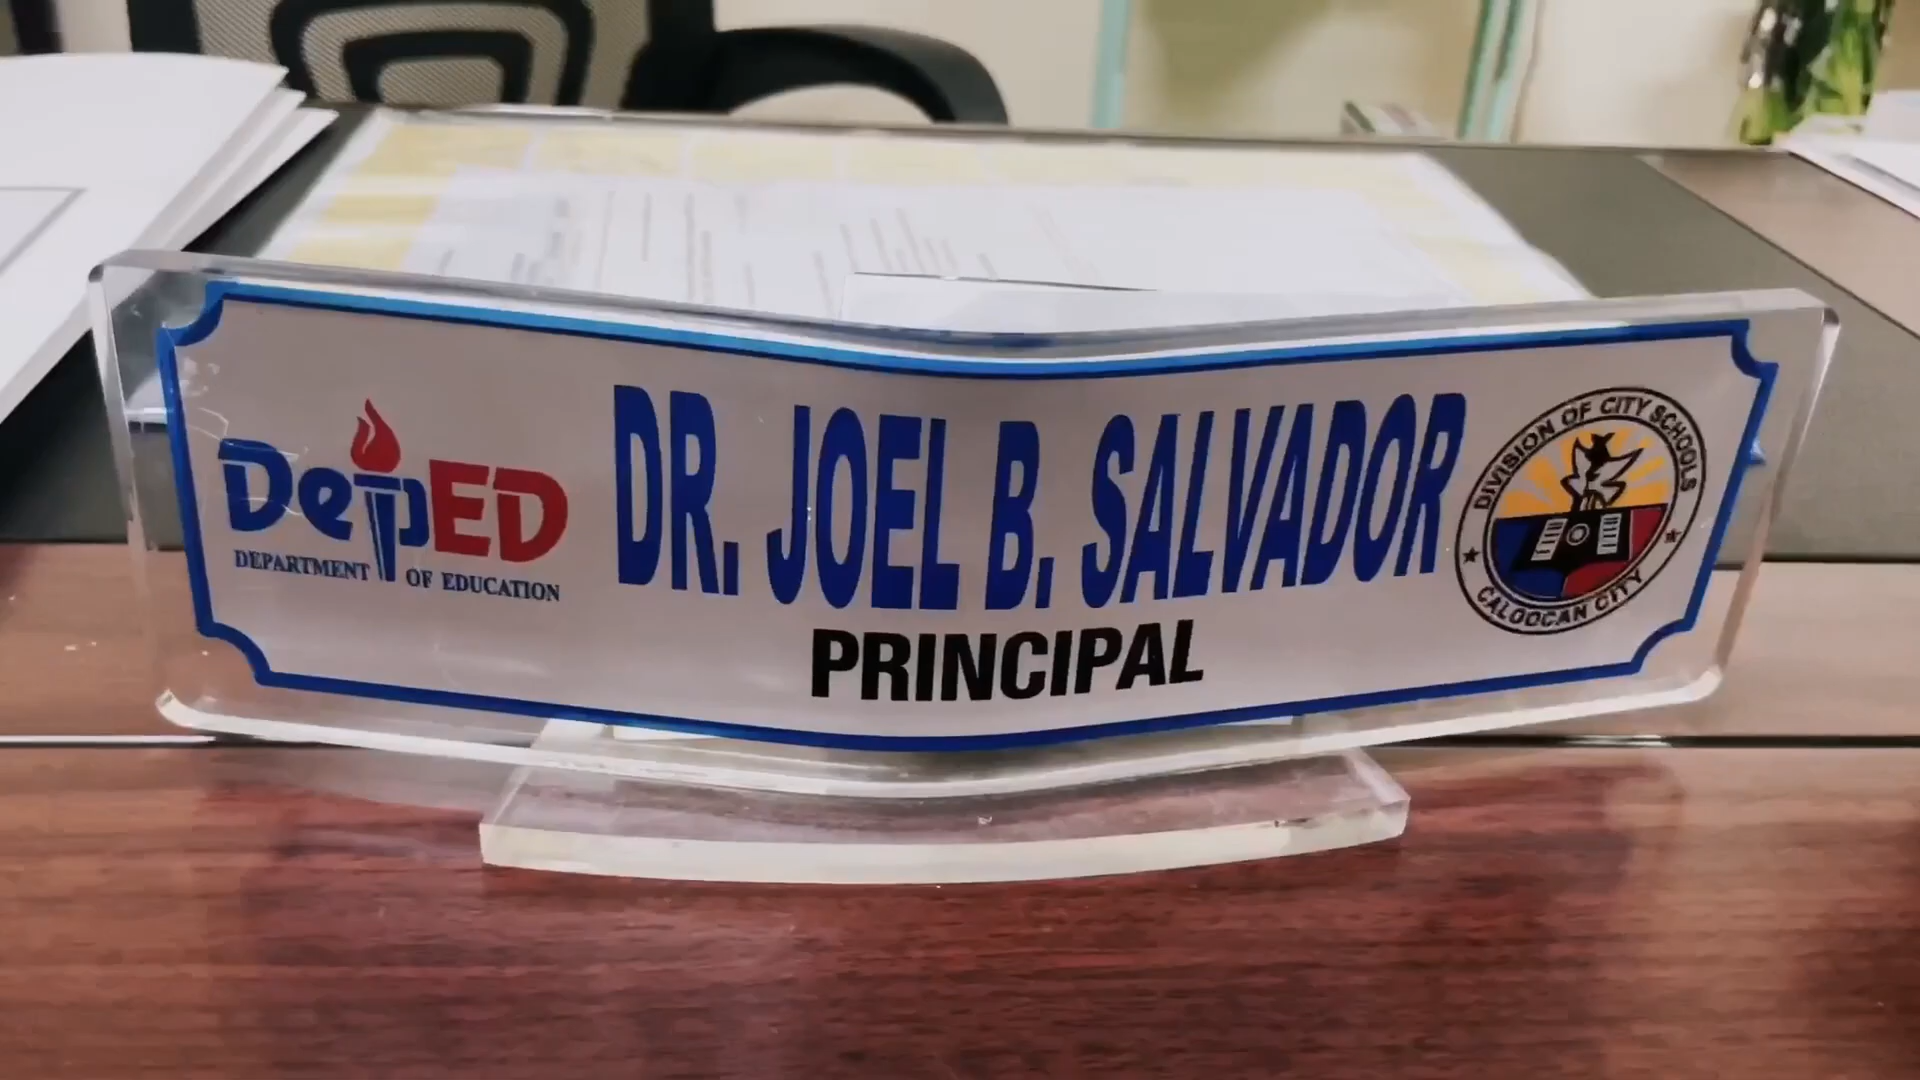 DepED
DEPARTMENT OF EDUCATION
DR. JOEL B. SALVADOR
PRINCIPAL
DIVISION OF CITY SCHOOLS
CALOOCAN CITY